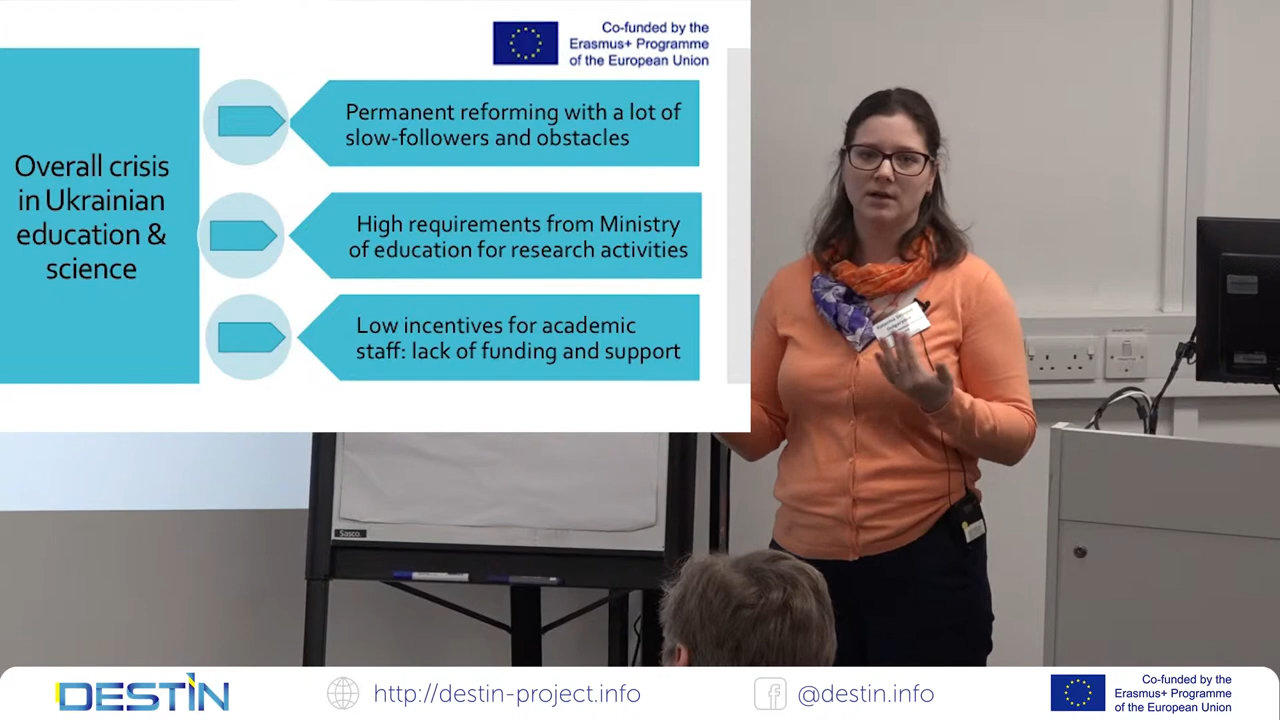 Co-funded by the
Erasmus+ Programme
of the European Union
Overall crisis
in Ukrainian
education &
science
Permanent reforming with a lot of
slow-followers and obstacles
High requirements from Ministry
of education for research activities
Low incentives for academic
staff: lack of funding and support
Sasco
DESTIN
http://destin-project.info
@destin.info
Co-funded by the
Erasmus+ Programme
of the European Union